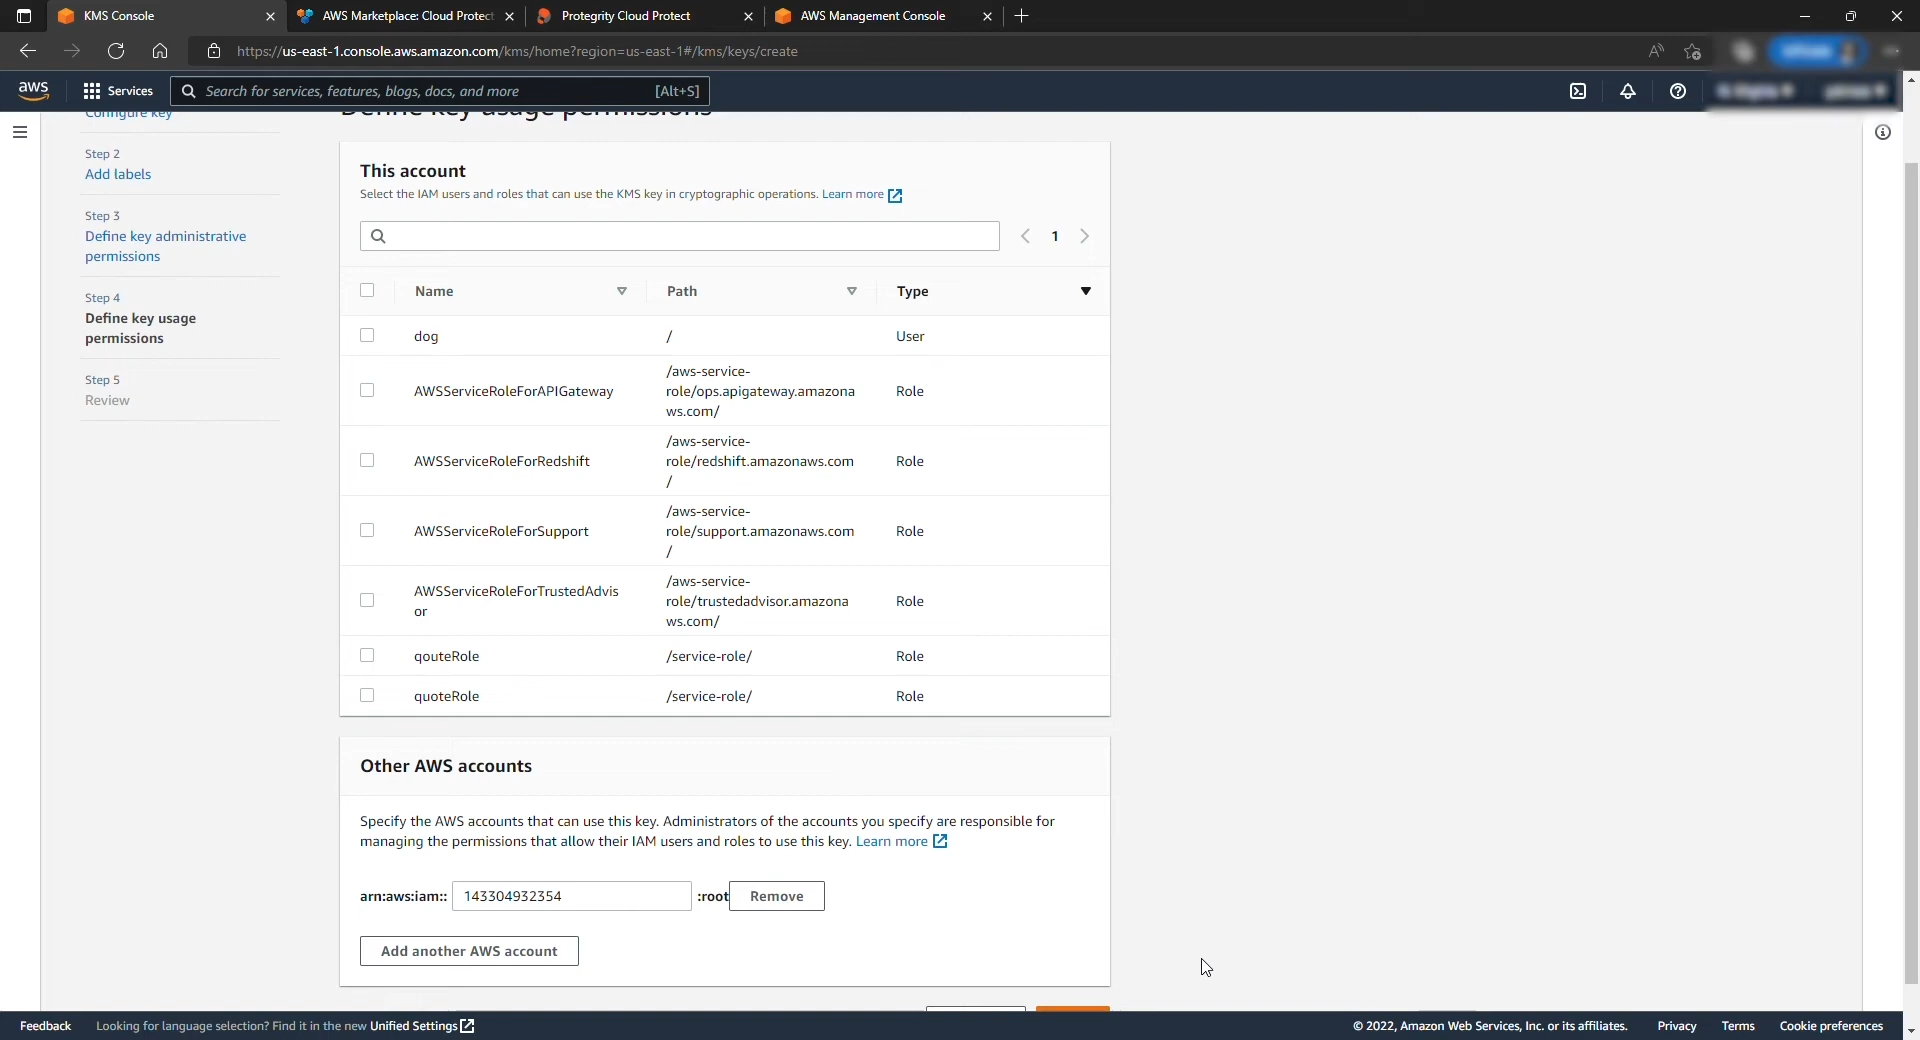 KMS Console
AWS Marketplace: Cloud Protect
Protegrity Cloud Protect
AWS Management Console
https://us-east-1.console.aws.amazon.com/kms/home?region=us-east-1#/kms/keys/create
aws
Services
Search for services, features, blogs, docs, and more
[Alt+S]
Configure key
Step 2
Add labels
Step 3
Define key administrative
permissions
Step 4
Define key usage
permissions
Step 5
Review
Define key usage permissions
This account
Select the IAM users and roles that can use the KMS key in cryptographic operations. Learn more
1
Name Path Type
dog / User
/aws-service-
AWSServiceRoleForAPIGateway role/ops.apigateway.amazona Role
ws.com/
/aws-service-
AWSServiceRoleForRedshift role/redshift.amazonaws.com Role
/
/aws-service-
AWSServiceRoleForSupport role/support.amazonaws.com Role
/
/aws-service-
AWSServiceRoleForTrustedAdvis role/trustedadvisor.amazona Role
or ws.com/
qouteRole /service-role/ Role
quoteRole /service-role/ Role
Other AWS accounts
Specify the AWS accounts that can use this key. Administrators of the accounts you specify are responsible for
managing the permissions that allow their IAM users and roles to use this key. Learn more
arn:aws:iam:: 143304932354 :root Remove
Add another AWS account
Feedback Looking for language selection? Find it in the new Unified Settings © 2022, Amazon Web Services, Inc. or its affiliates. Privacy Terms Cookie preferences